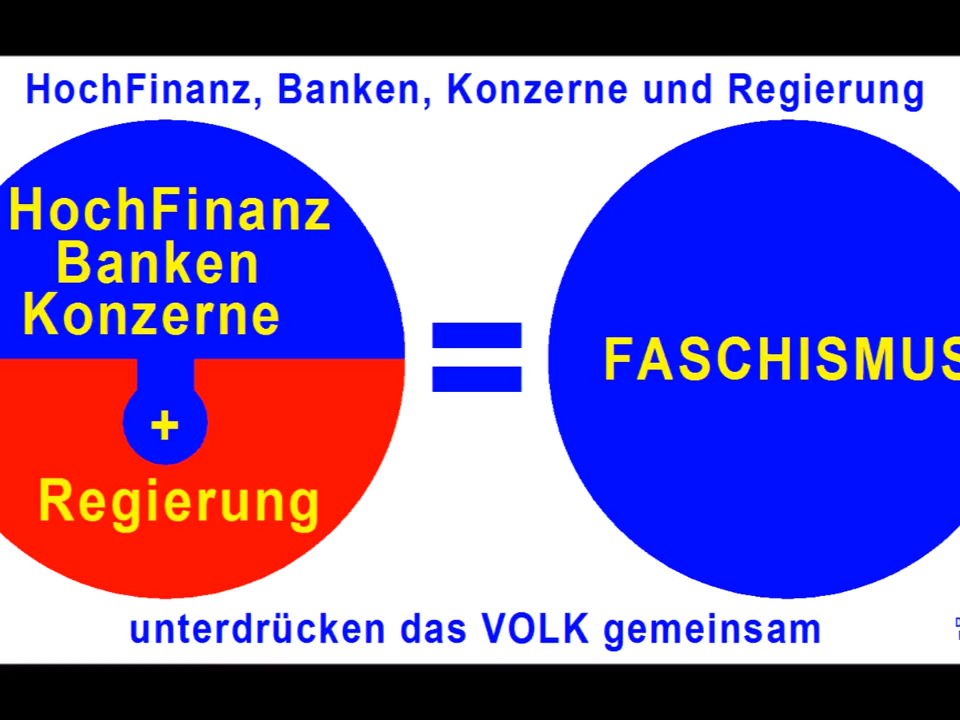 HochFinanz, Banken, Konzerne und Regierung
HochFinanz
Banken
Konzerne
+
Regierung
=
FASCHISMUS
unterdrücken das VOLK gemeinsam